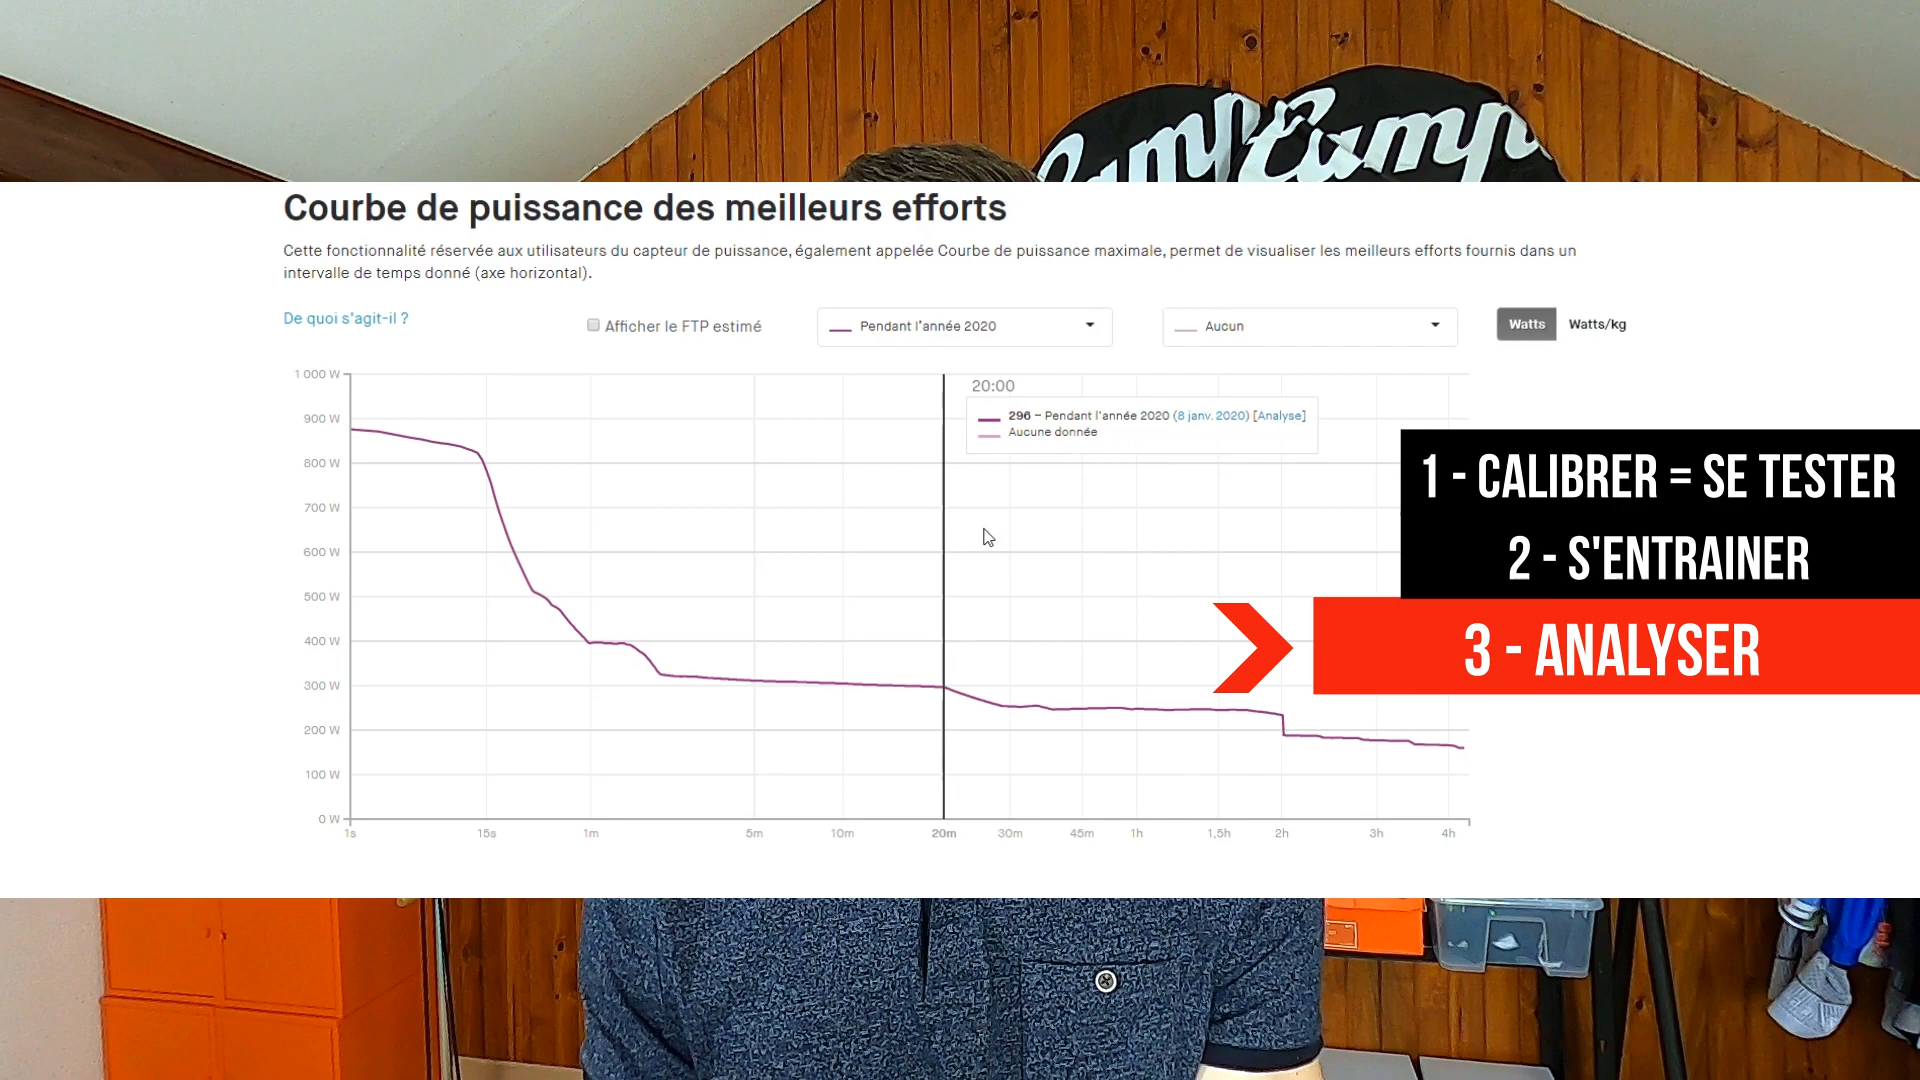 Camp
Camp
Courbe de puissance des meilleurs efforts
Cette fonctionnalité réservée aux utilisateurs du capteur de puissance, également appelée Courbe de puissance maximale, permet de visualiser les meilleurs efforts fournis dans un
intervalle de temps donné (axe horizontal).
De quoi s'agit-il ?
Afficher le FTP estimé
Pendant l'année 2020
Aucun
Watts
Watts/kg
1 000 W
900 W
800 W
700 W
600 W
500 W
400 W
300 W
200 W
100 W
0 W
20:00
296 – Pendant l'année 2020 (8 janv. 2020) [Analyse]
Aucune donnée
1s 15s 1m 5m 10m 20m 30m 45m 1h 1,5h 2h 3h 4h
1 - CALIBRER = SE TESTER
2 - S'ENTRAINER
3 - ANALYSER